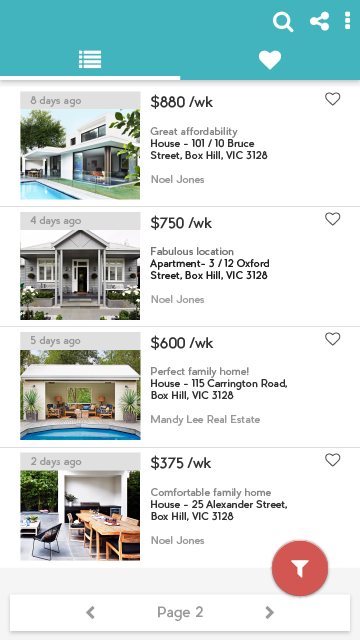 8 days ago
$880 /wk
Great affordability
House - 101 / 10 Bruce
Street, Box Hill, VIC 3128
Noel Jones
4 days ago
$750 /wk
Fabulous location
Apartment- 3 / 12 Oxford
Street, Box Hill, VIC 3128
Noel Jones
5 days ago
$600 /wk
Perfect family home!
House - 115 Carrington Road,
Box Hill, VIC 3128
Mandy Lee Real Estate
2 days ago
$375 /wk
Comfortable family home
House - 25 Alexander Street,
Box Hill, VIC 3128
Noel Jones
Page 2